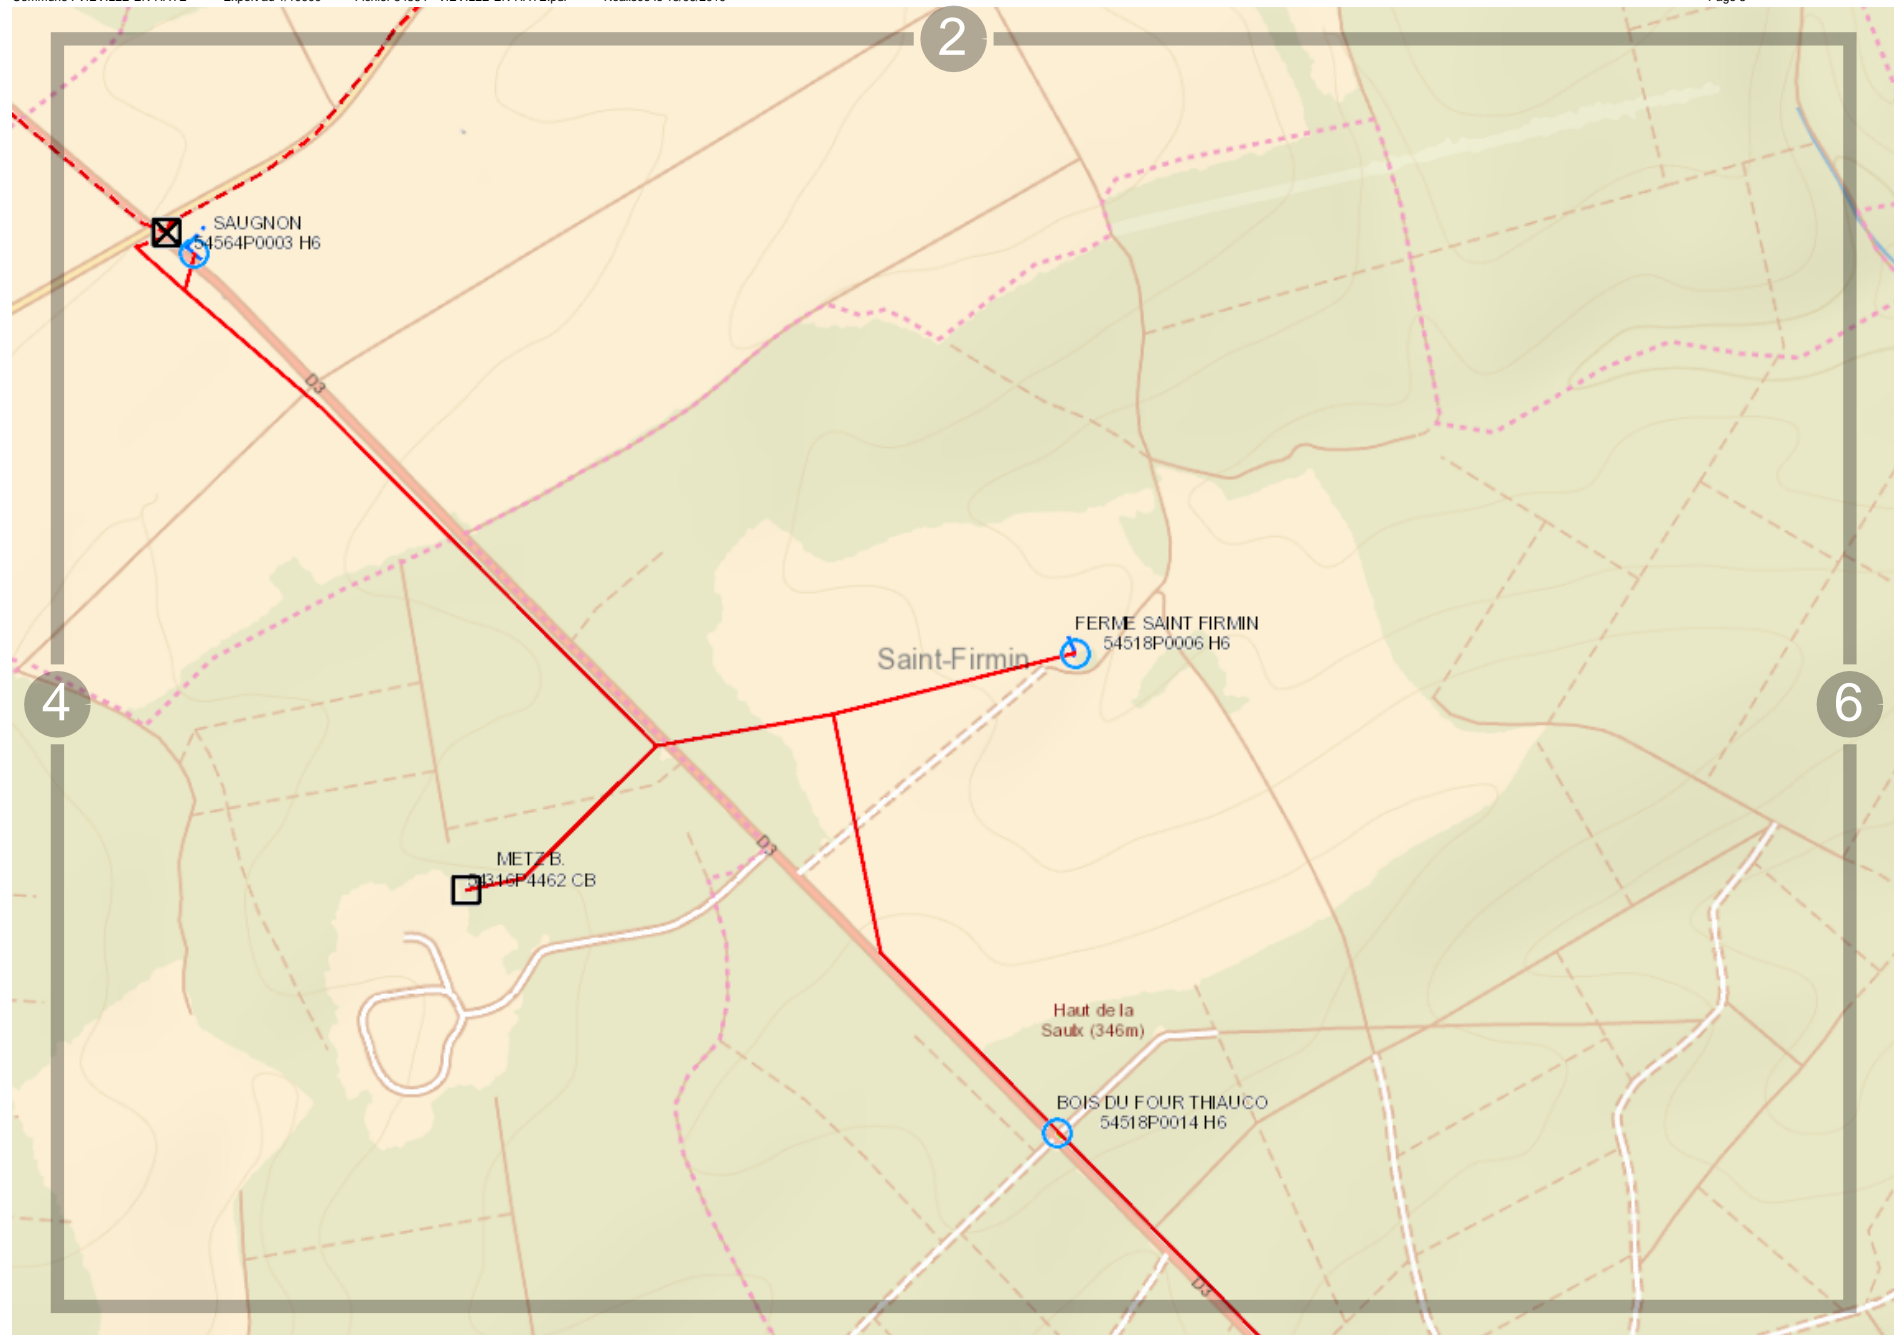 2
SAUGNON
54564P0003 H6
D3
FERME SAINT FIRMIN
54518P0006 H6
Saint-Firmin
4
6
D3
METZ B.
54316P4462 CB
Haut de la
Saulx (346m)
BOIS DU FOUR THIAUCO
54518P0014 H6
D3